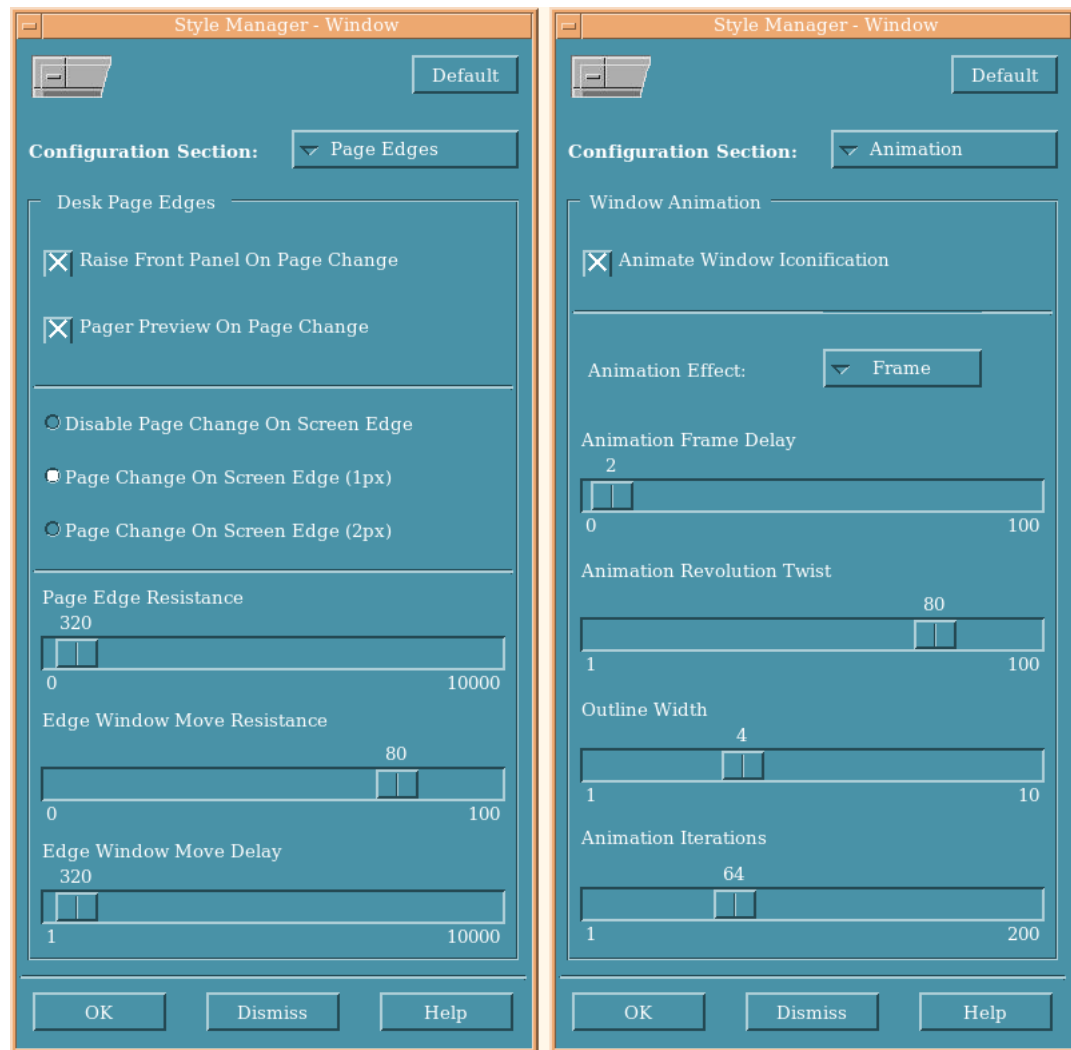 Style Manager - Window
Default
Configuration Section: Page Edges
Desk Page Edges
Raise Front Panel On Page Change
Pager Preview On Page Change
Disable Page Change On Screen Edge
Page Change On Screen Edge (1px)
Page Change On Screen Edge (2px)
Page Edge Resistance
320
0 10000
Edge Window Move Resistance
80
0 100
Edge Window Move Delay
320
1 10000
OK Dismiss Help
Style Manager - Window
Default
Configuration Section: Animation
Window Animation
Animate Window Iconification
Animation Effect: Frame
Animation Frame Delay
2
0 100
Animation Revolution Twist
80
1 100
Outline Width
4
1 10
Animation Iterations
64
1 200
OK Dismiss Help